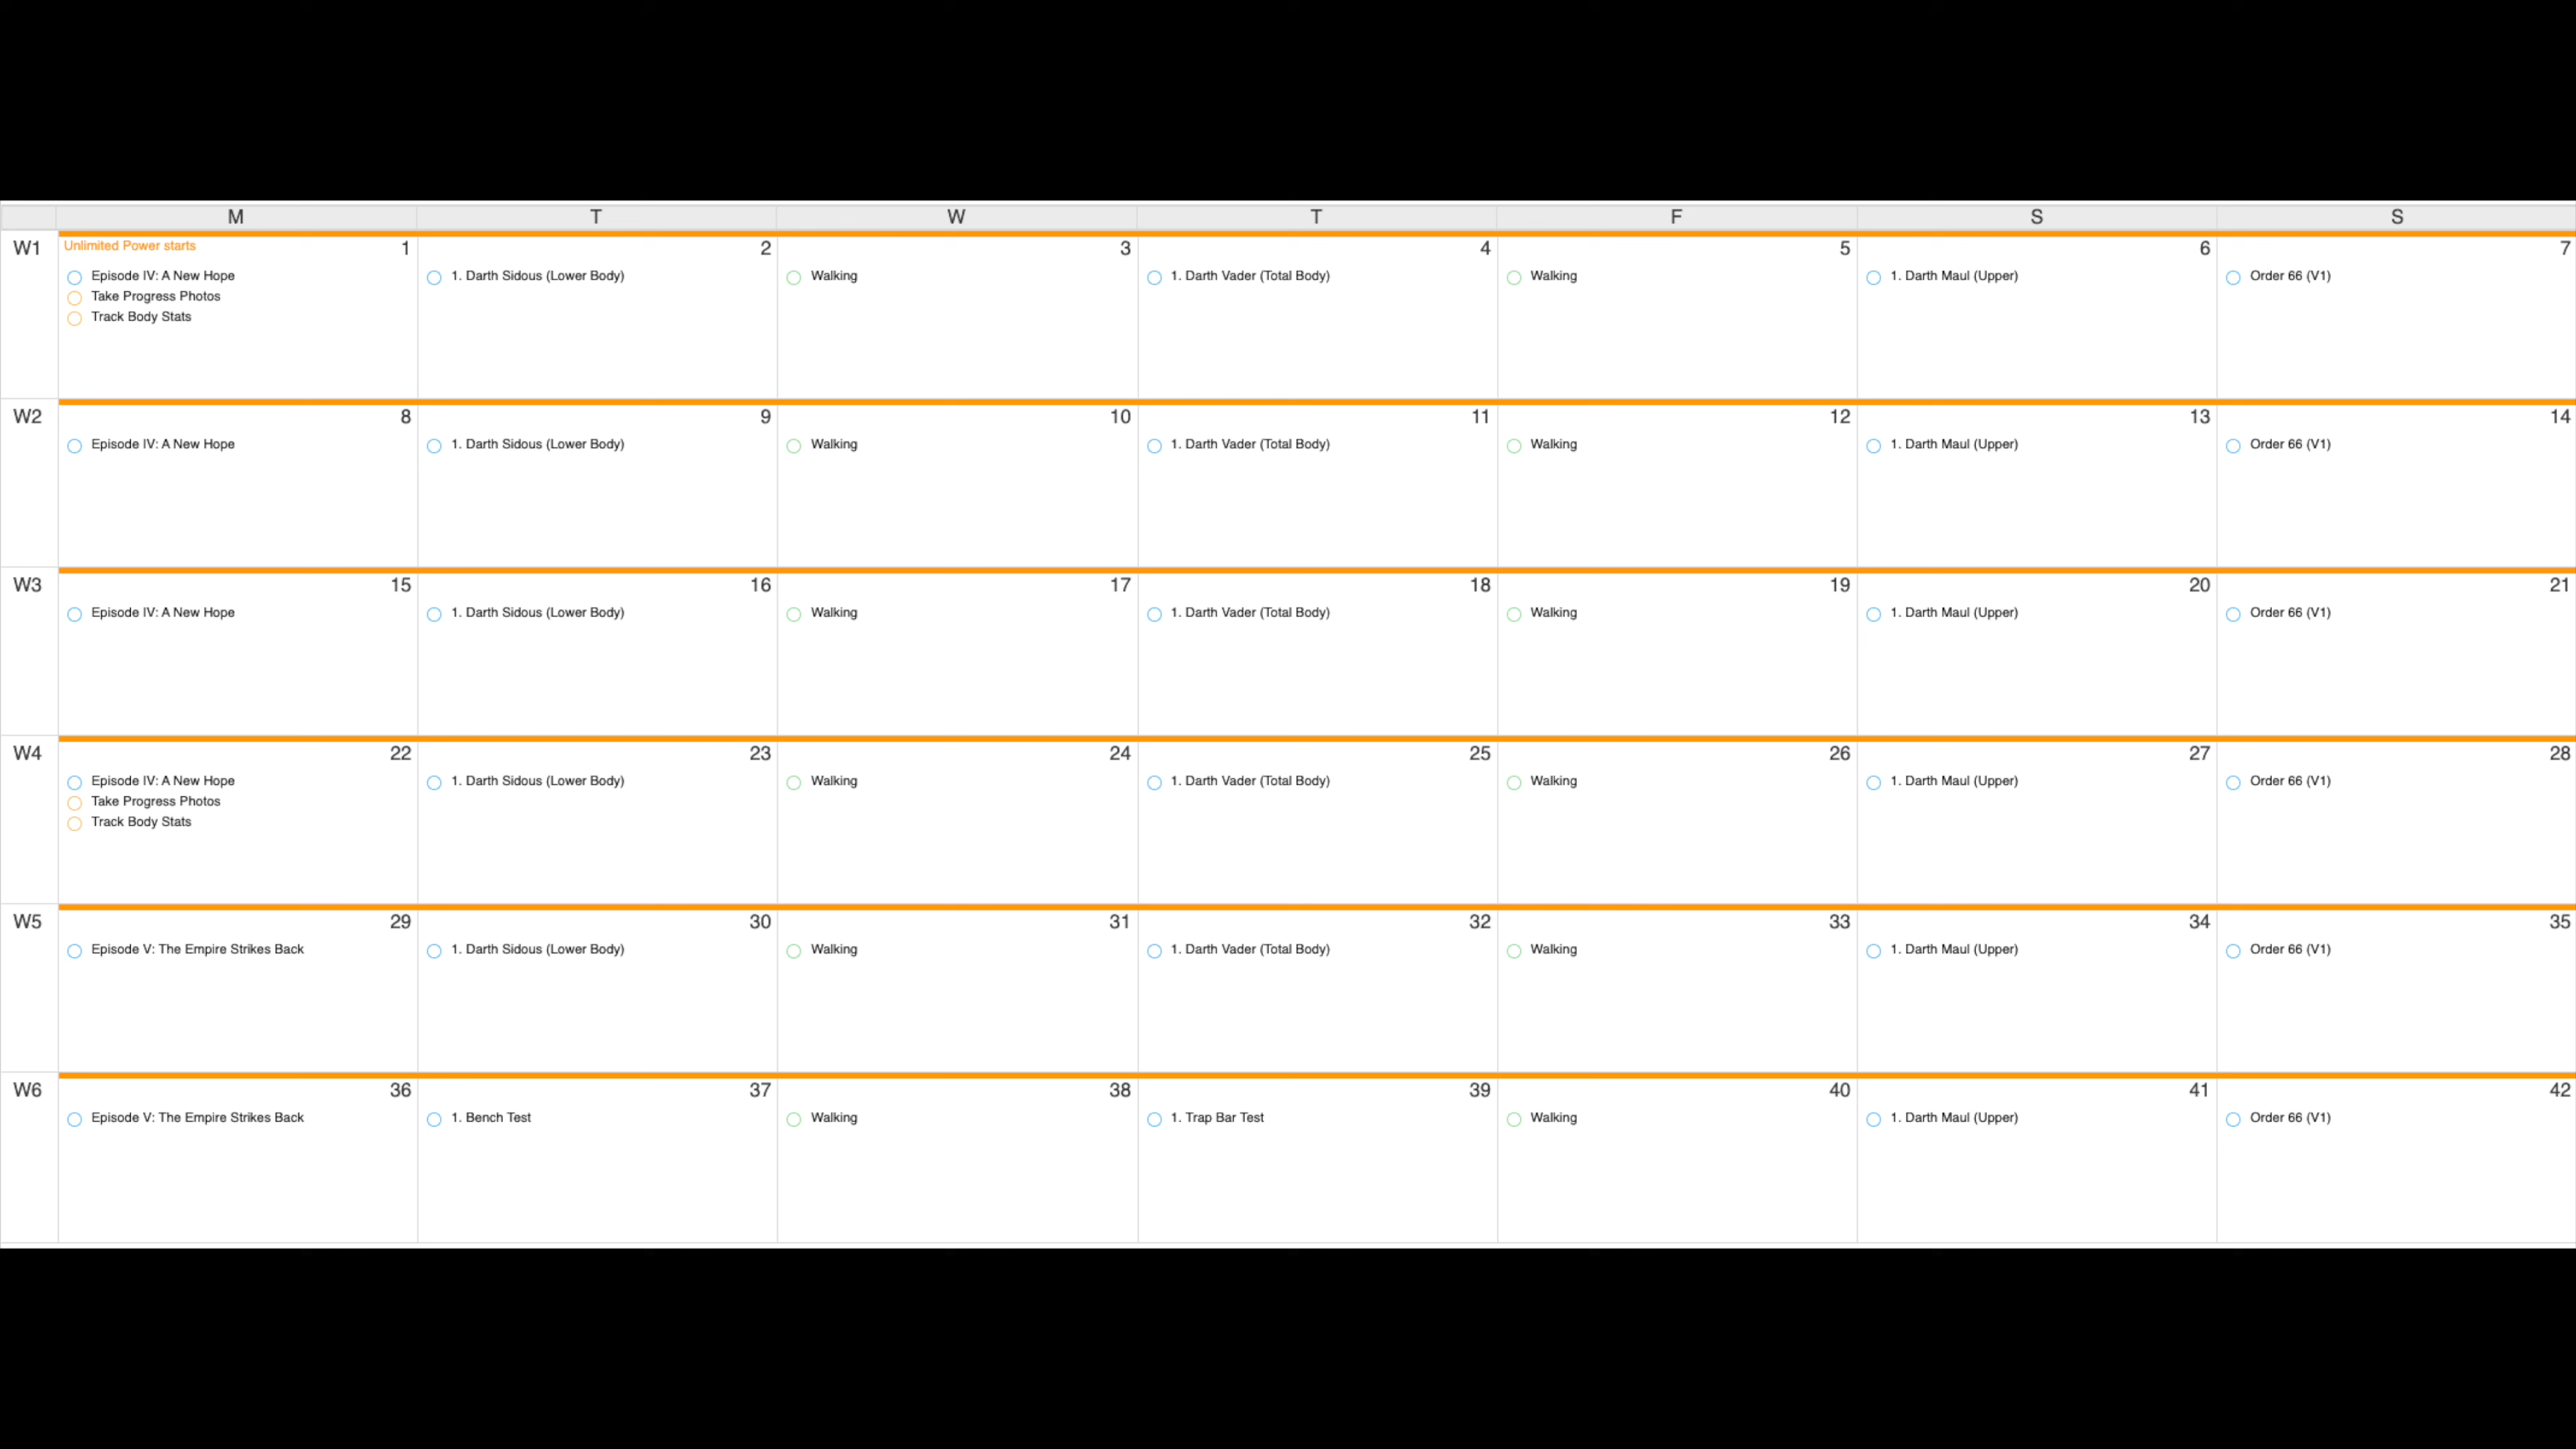 M T W T F S S
W1 Unlimited Power starts 1 2 3 4 5 6 7
Episode IV: A New Hope 1. Darth Sidous (Lower Body) Walking 1. Darth Vader (Total Body) Walking 1. Darth Maul (Upper) Order 66 (V1)
Take Progress Photos
Track Body Stats
W2 8 9 10 11 12 13 14
Episode IV: A New Hope 1. Darth Sidous (Lower Body) Walking 1. Darth Vader (Total Body) Walking 1. Darth Maul (Upper) Order 66 (V1)
W3 15 16 17 18 19 20 21
Episode IV: A New Hope 1. Darth Sidous (Lower Body) Walking 1. Darth Vader (Total Body) Walking 1. Darth Maul (Upper) Order 66 (V1)
W4 22 23 24 25 26 27 28
Episode IV: A New Hope 1. Darth Sidous (Lower Body) Walking 1. Darth Vader (Total Body) Walking 1. Darth Maul (Upper) Order 66 (V1)
Take Progress Photos
Track Body Stats
W5 29 30 31 32 33 34 35
Episode V: The Empire Strikes Back 1. Darth Sidous (Lower Body) Walking 1. Darth Vader (Total Body) Walking 1. Darth Maul (Upper) Order 66 (V1)
W6 36 37 38 39 40 41 42
Episode V: The Empire Strikes Back 1. Bench Test Walking 1. Trap Bar Test Walking 1. Darth Maul (Upper) Order 66 (V1)